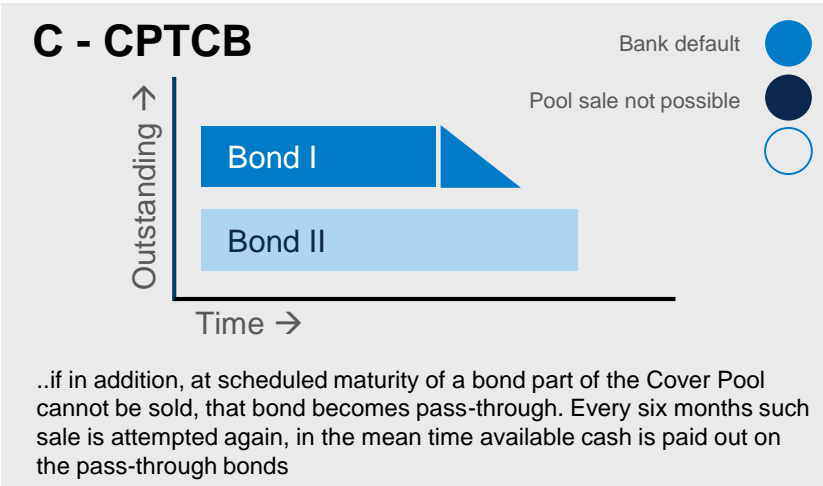 C - CPTCB
Bank default
Pool sale not possible
Outstanding →
Bond I
Bond II
Time →
..if in addition, at scheduled maturity of a bond part of the Cover Pool
cannot be sold, that bond becomes pass-through. Every six months such
sale is attempted again, in the mean time available cash is paid out on
the pass-through bonds